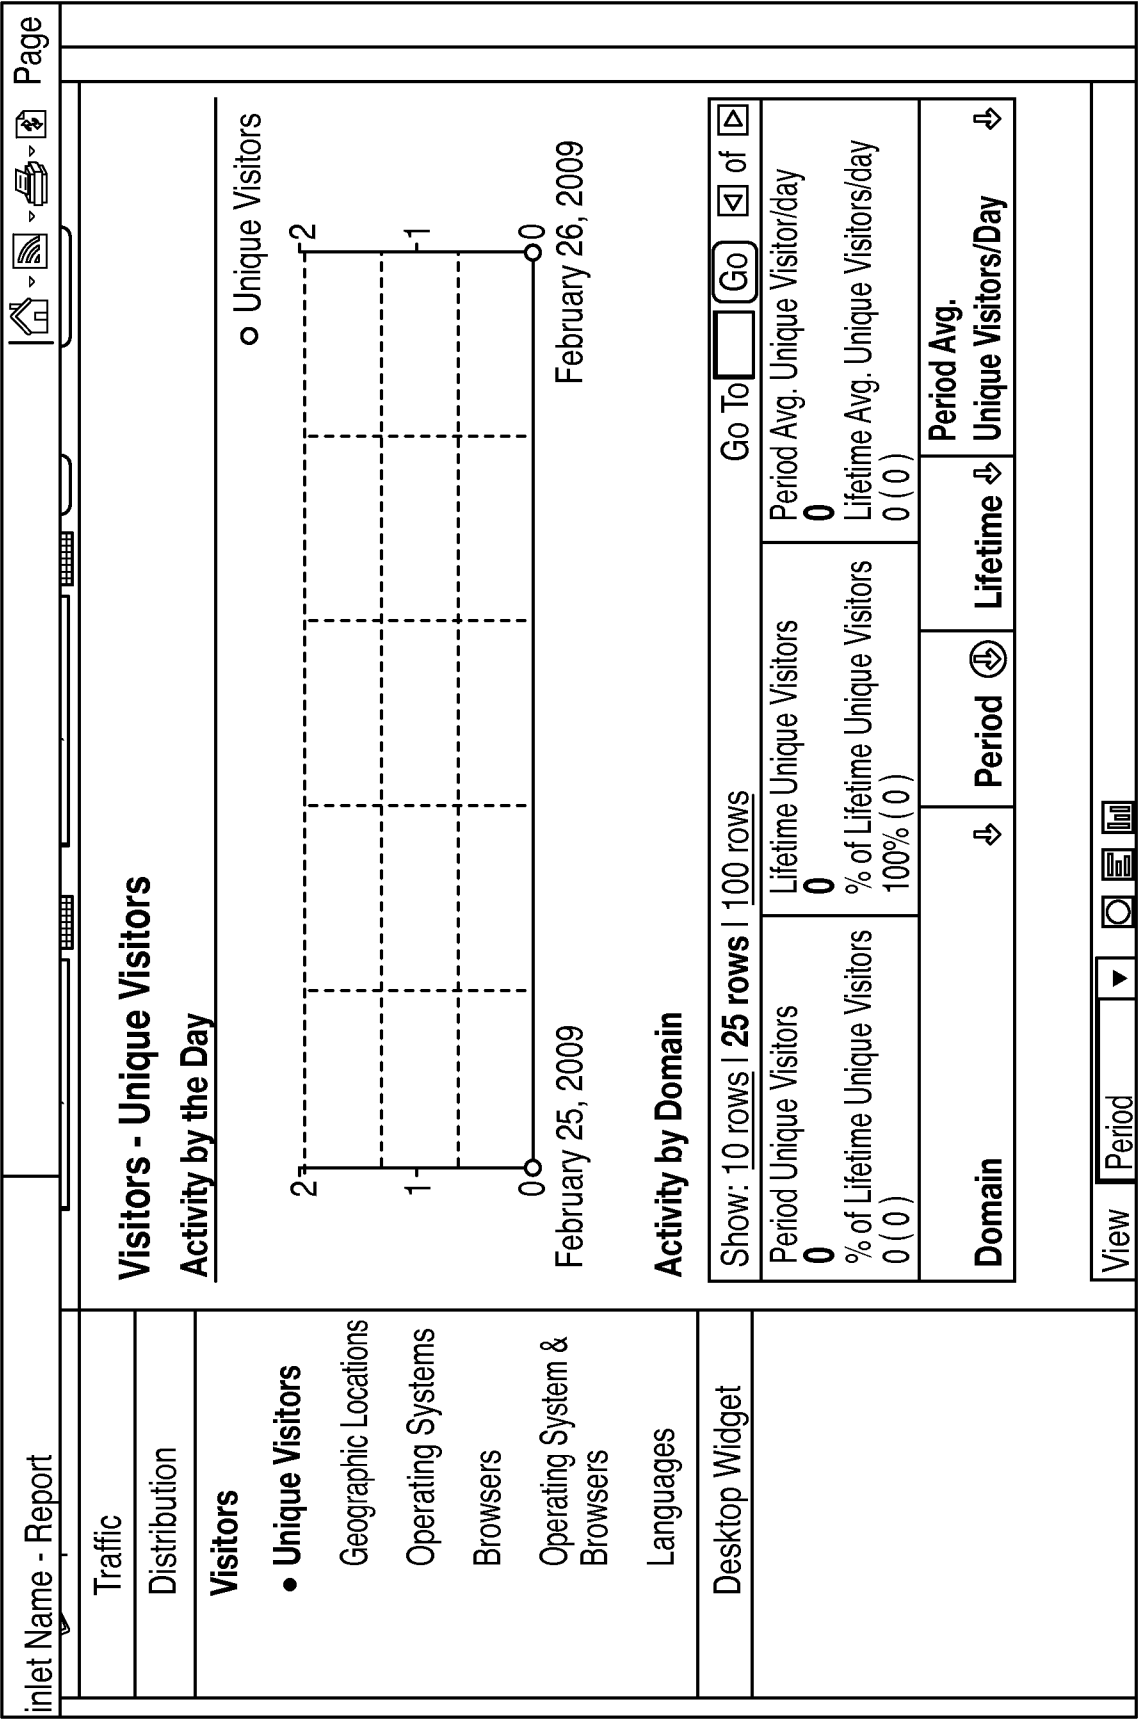 inlet Name - Report
Page
Traffic
Distribution
Visitors
• Unique Visitors
Geographic Locations
Operating Systems
Browsers
Operating System &
Browsers
Languages
Desktop Widget
Visitors - Unique Visitors
Activity by the Day
Unique Visitors
2
1
0
2
1
0
February 25, 2009
February 26, 2009
Activity by Domain
Show: 10 rows | 25 rows | 100 rows
Go To
Go
of
Period Unique Visitors
0
% of Lifetime Unique Visitors
0 ( 0 )
Lifetime Unique Visitors
0
% of Lifetime Unique Visitors
100% ( 0 )
Period Avg. Unique Visitor/day
0
Lifetime Avg. Unique Visitors/day
0 ( 0 )
Domain
Period
Lifetime
Period Avg.
Unique Visitors/Day
View
Period